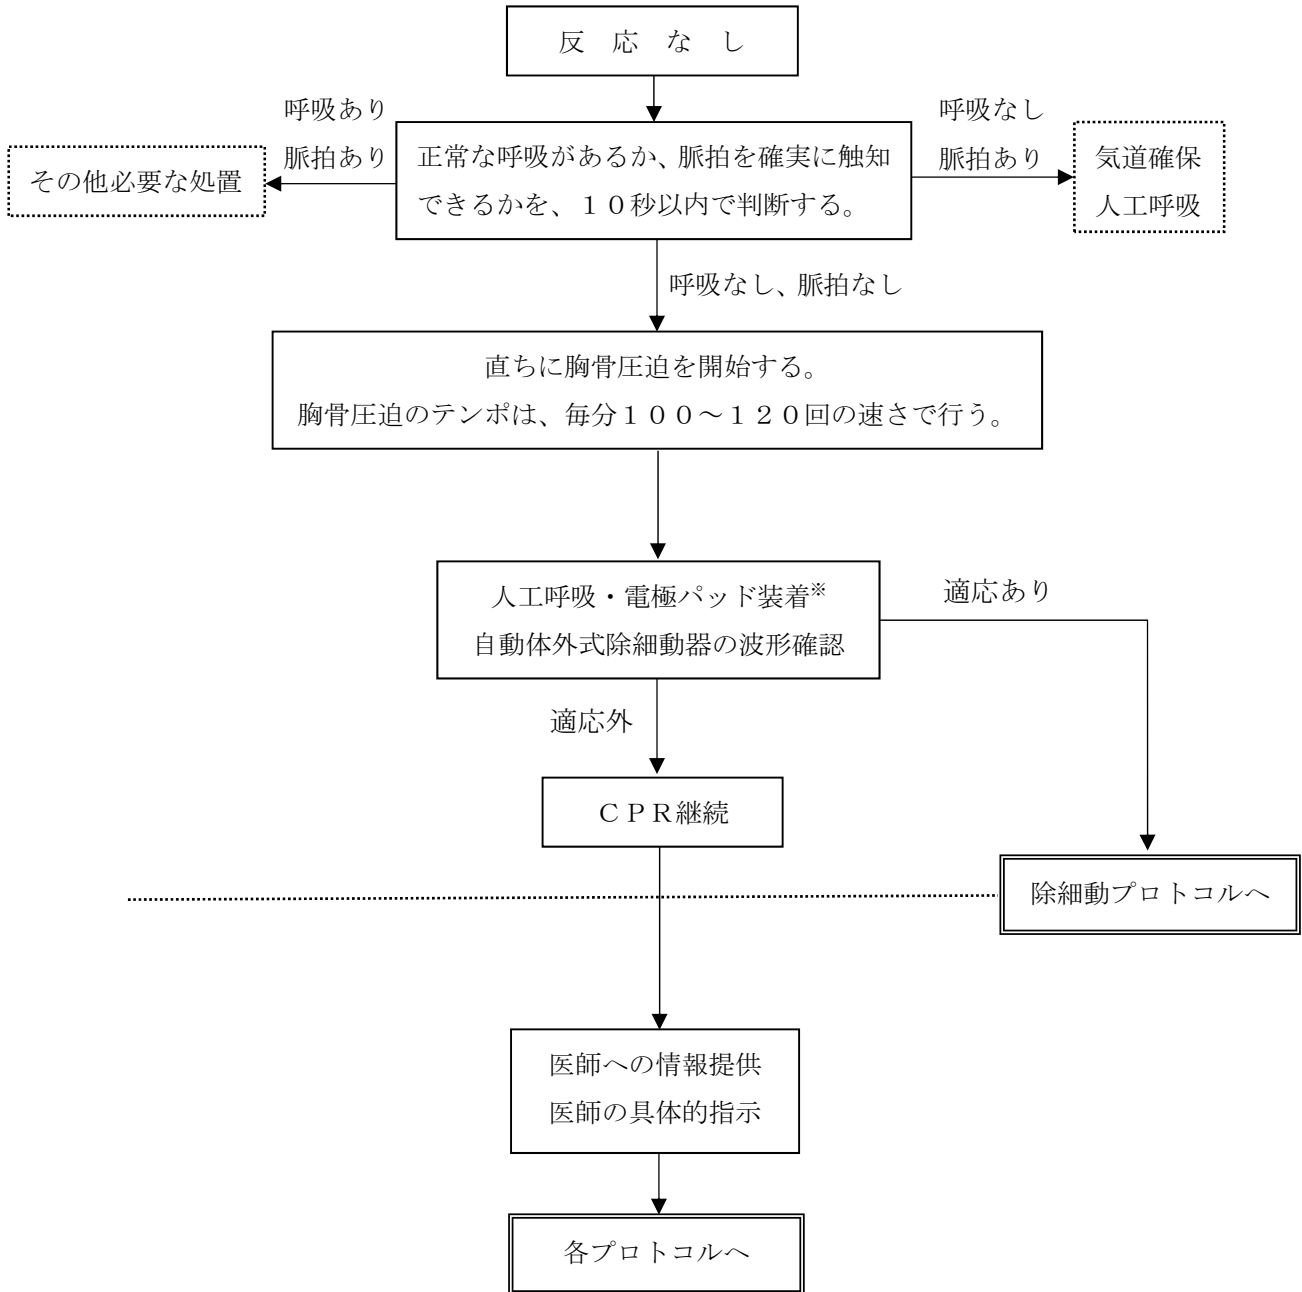 反　応　な　し
呼吸あり
脈拍あり
呼吸なし
脈拍あり
その他必要な処置
正常な呼吸があるか、脈拍を確実に触知
できるかを、１０秒以内で判断する。
気道確保
人工呼吸
呼吸なし、脈拍なし
直ちに胸骨圧迫を開始する。
胸骨圧迫のテンポは、毎分１００～１２０回の速さで行う。
人工呼吸・電極パッド装着※
自動体外式除細動器の波形確認
適応あり
適応外
ＣＰＲ継続
除細動プロトコルへ
医師への情報提供
医師の具体的指示
各プロトコルへ